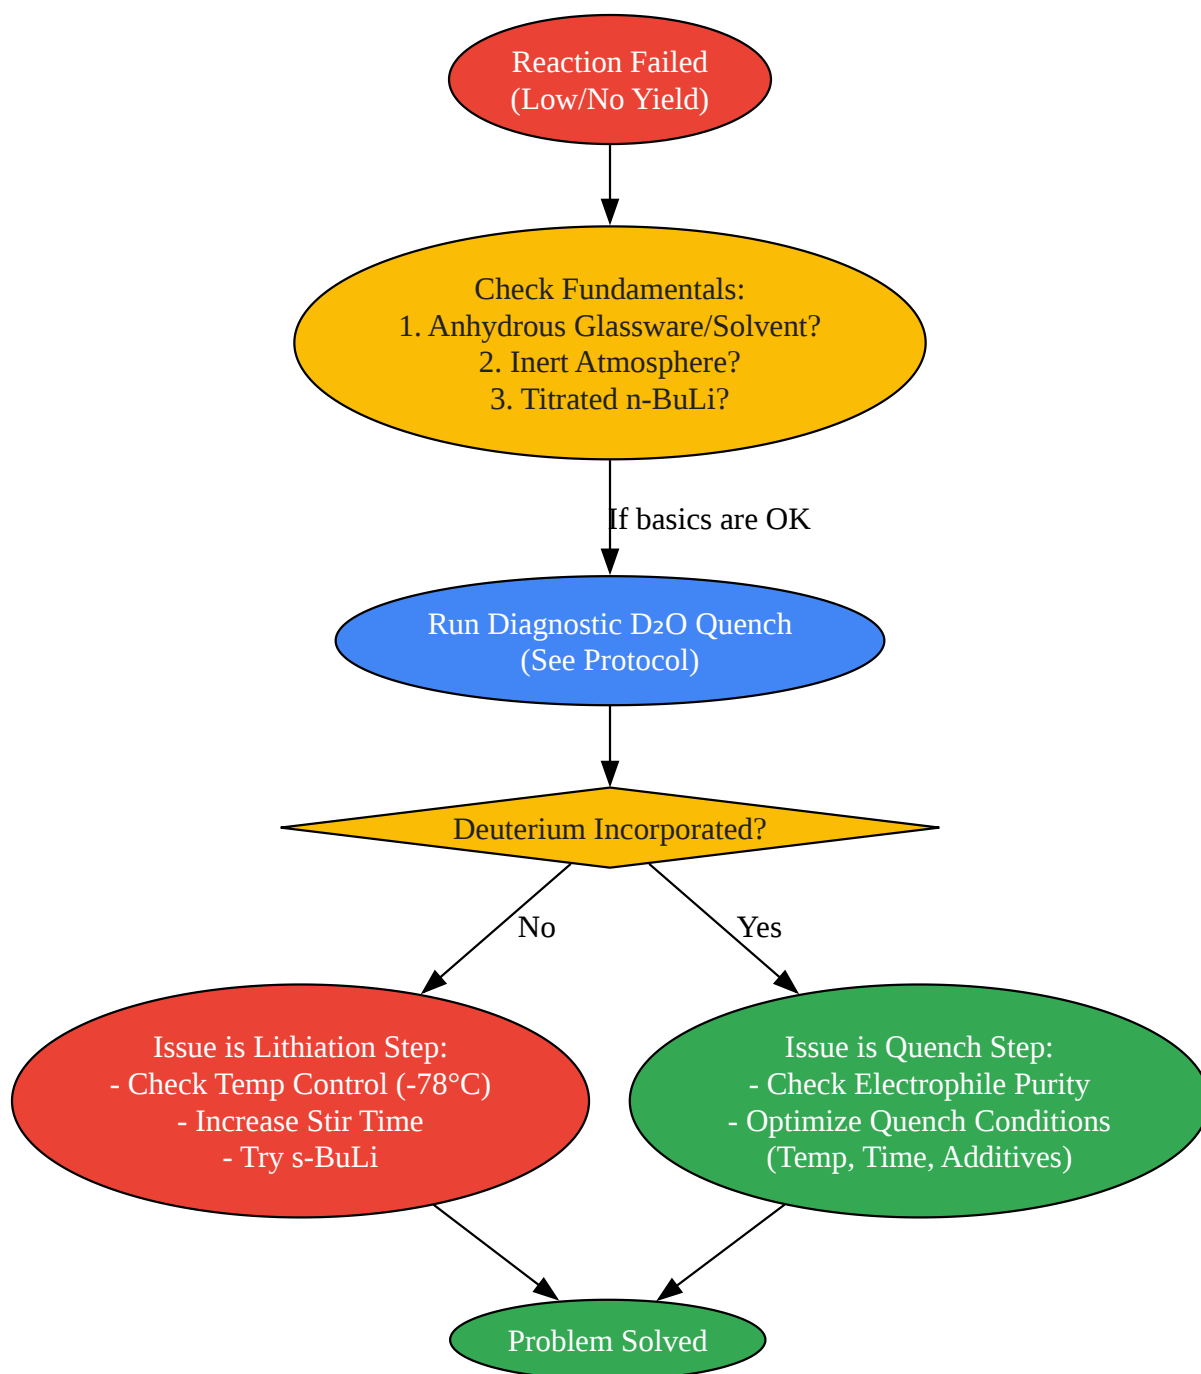 Reaction Failed
(Low/No Yield)
Check Fundamentals:
1. Anhydrous Glassware/Solvent?
2. Inert Atmosphere?
3. Titrated n-BuLi?
If basics are OK
Run Diagnostic D₂O Quench
(See Protocol)
Deuterium Incorporated?
No
Yes
Issue is Lithiation Step:
- Check Temp Control (-78°C)
- Increase Stir Time
- Try s-BuLi
Issue is Quench Step:
- Check Electrophile Purity
- Optimize Quench Conditions
(Temp, Time, Additives)
Problem Solved